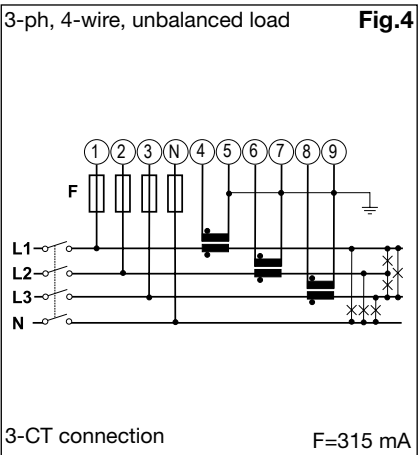 3-ph, 4-wire, unbalanced load Fig.4
1 2 3 N 4 5 6 7 8 9
F
L1
L2
L3
N
3-CT connection F=315 mA